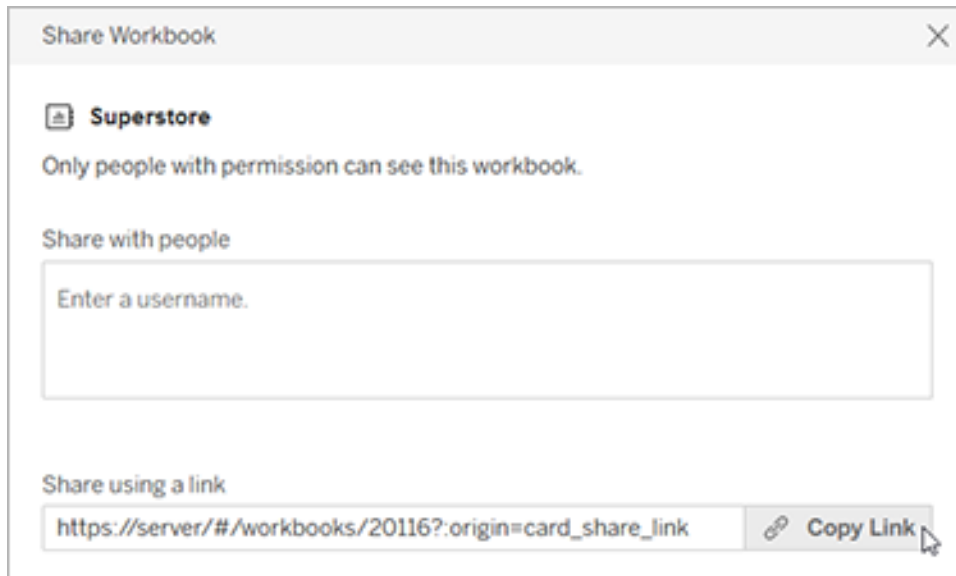 Share Workbook
Superstore
Only people with permission can see this workbook.
Share with people
Enter a username.
Share using a link
https://server/#/workbooks/20116?:origin=card_share_link Copy Link